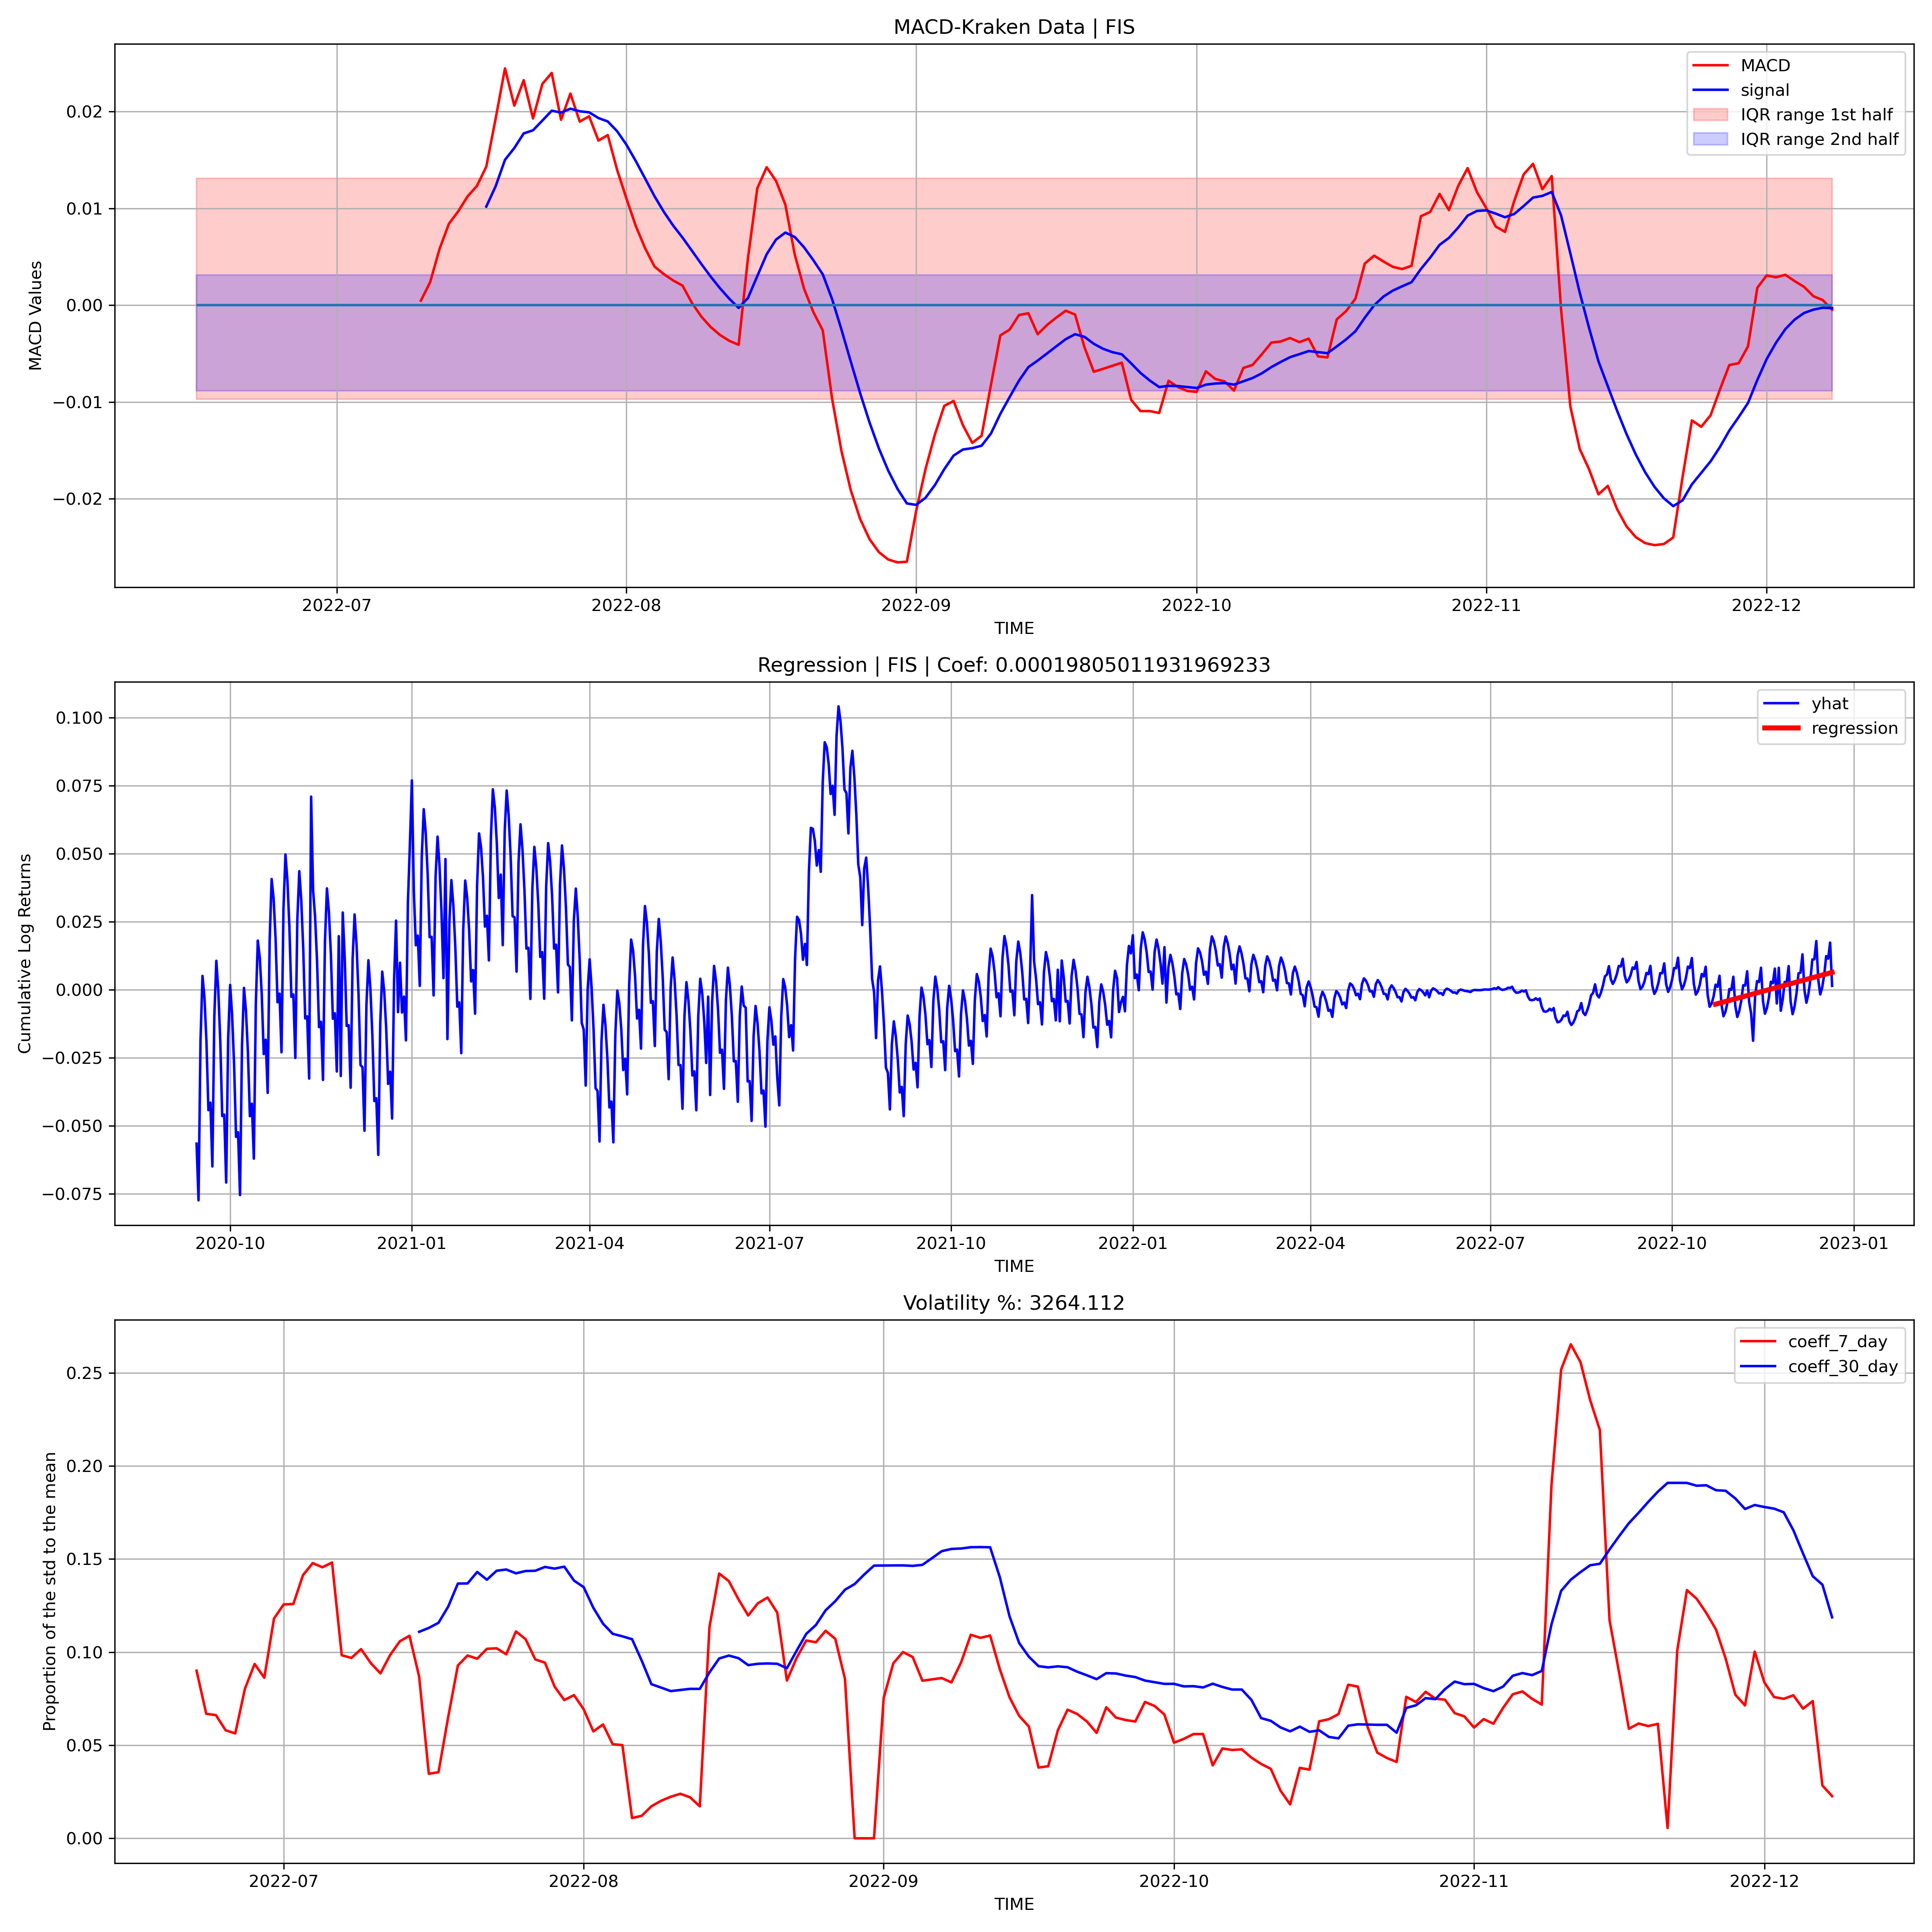 MACD-Kraken Data | FIS
MACD
signal
IQR range 1st half
IQR range 2nd half
0.02
0.01
0.00
−0.01
−0.02
MACD Values
2022-07 2022-08 2022-09 2022-10 2022-11 2022-12
TIME
Regression | FIS | Coef: 0.00019805011931969233
yhat
regression
0.100
0.075
0.050
0.025
0.000
−0.025
−0.050
−0.075
Cumulative Log Returns
2020-10 2021-01 2021-04 2021-07 2021-10 2022-01 2022-04 2022-07 2022-10 2023-01
TIME
Volatility %: 3264.112
coeff_7_day
coeff_30_day
0.25
0.20
0.15
0.10
0.05
0.00
Proportion of the std to the mean
2022-07 2022-08 2022-09 2022-10 2022-11 2022-12
TIME